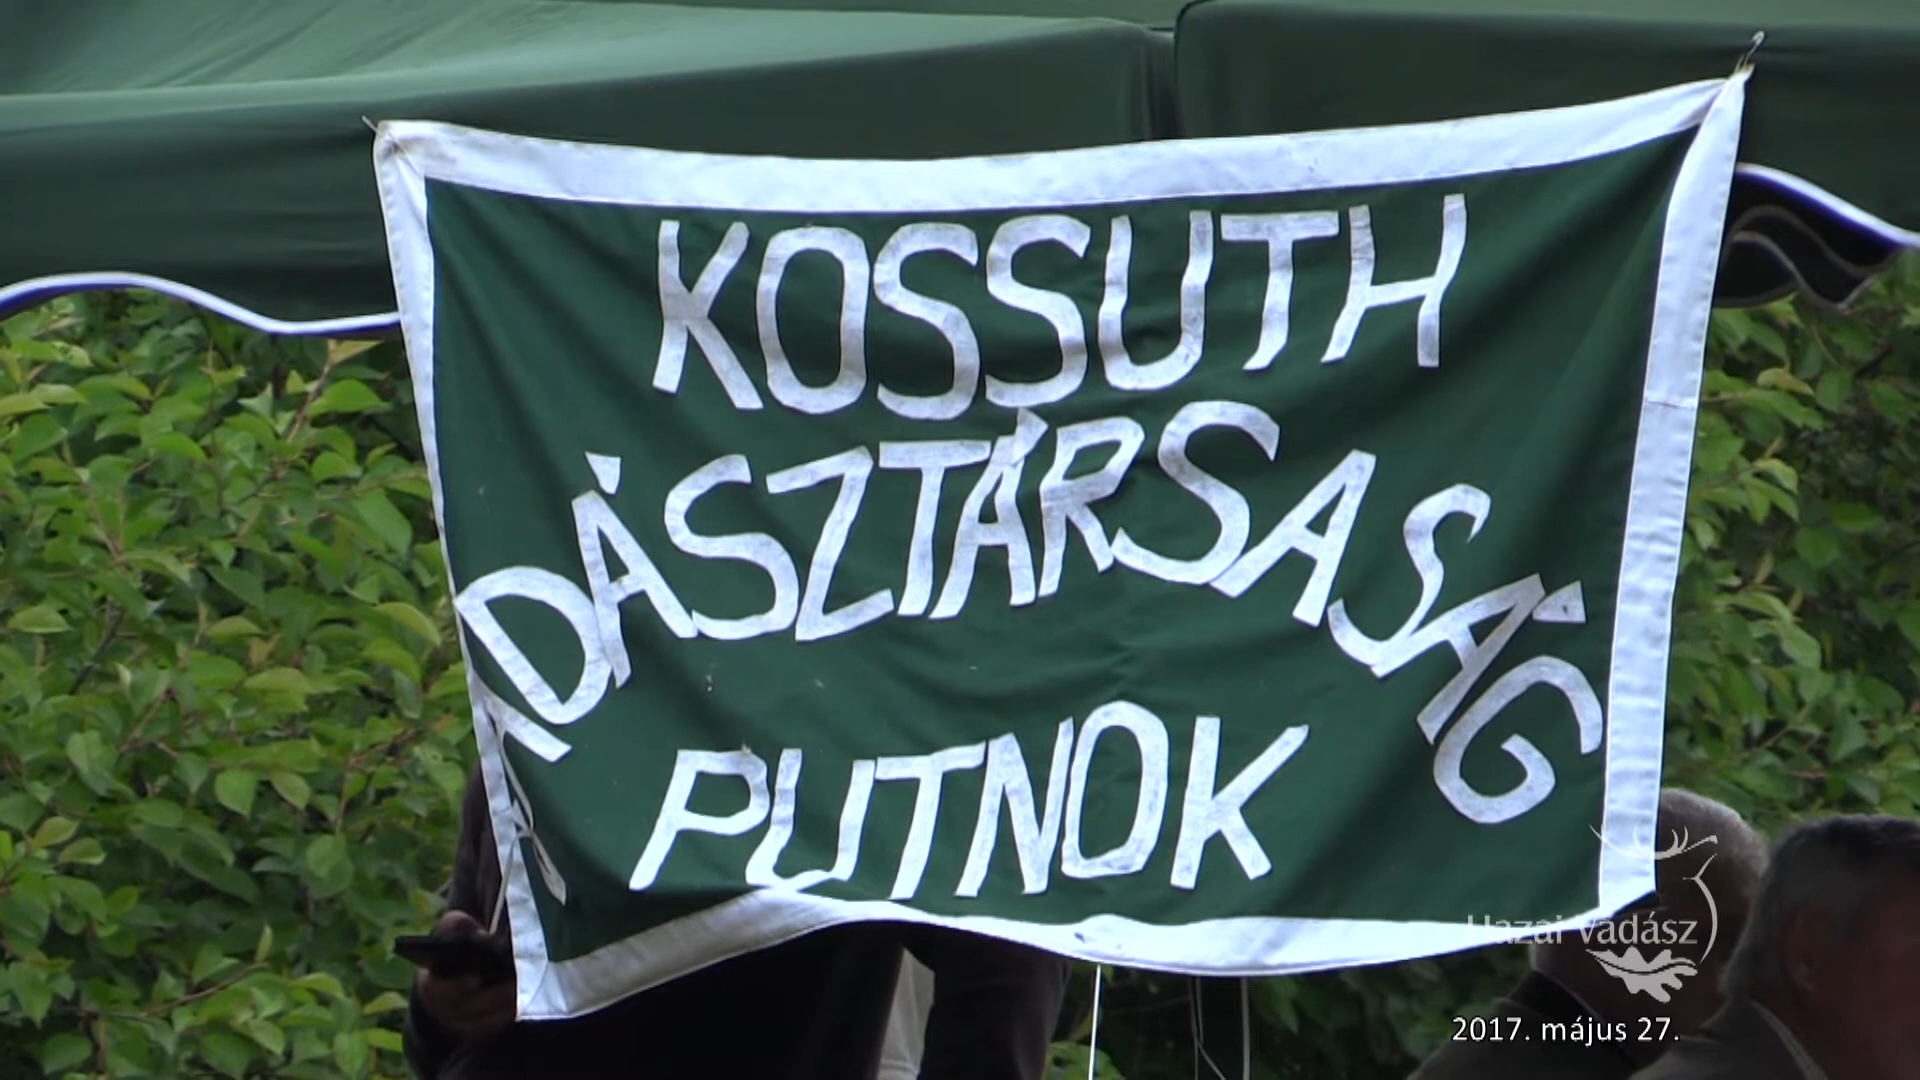 KOSSUTH
VADÁSZTÁRSASÁG
PUTNOK
Hazai Vadász
2017. május 27.